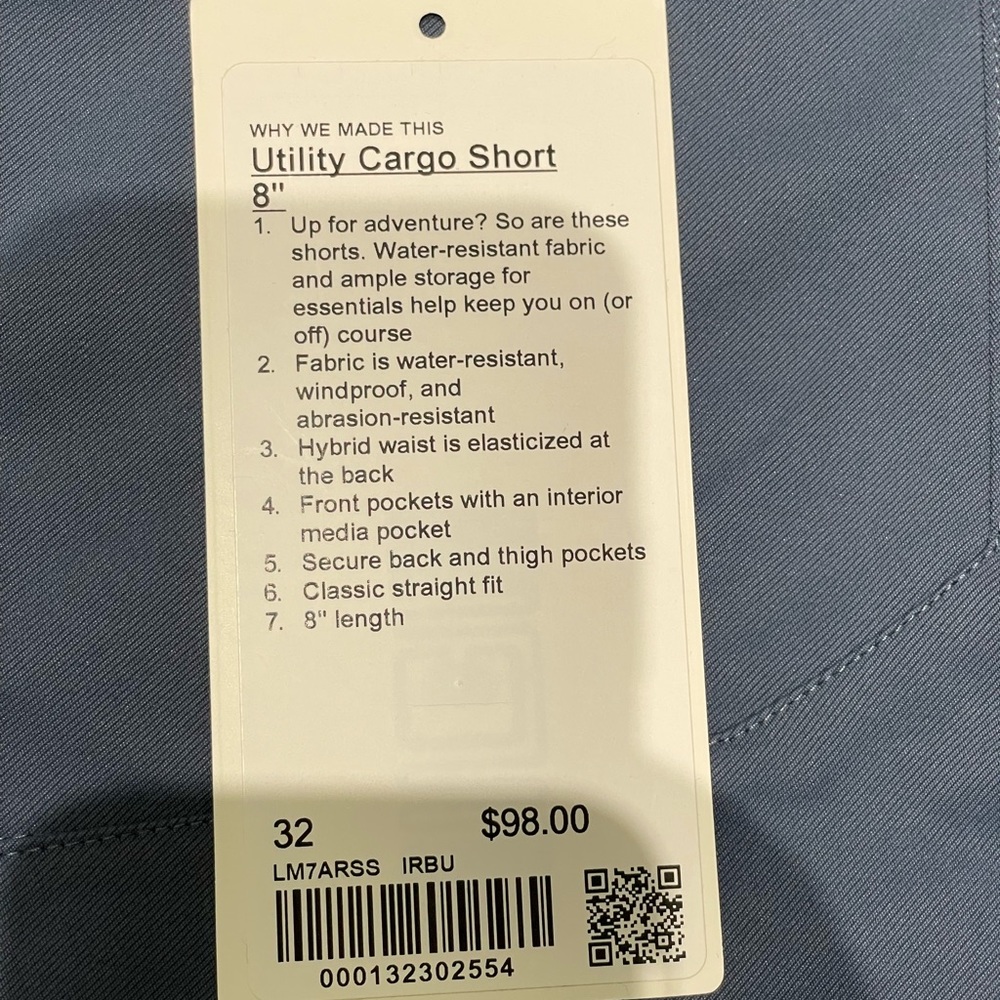 WHY WE MADE THIS
Utility Cargo Short
8"
1. Up for adventure? So are these
shorts. Water-resistant fabric
and ample storage for
essentials help keep you on (or
off) course
2. Fabric is water-resistant,
windproof, and
abrasion-resistant
3. Hybrid waist is elasticized at
the back
4. Front pockets with an interior
media pocket
5. Secure back and thigh pockets
6. Classic straight fit
7. 8" length
32 $98.00
LM7ARSS IRBU
000132302554